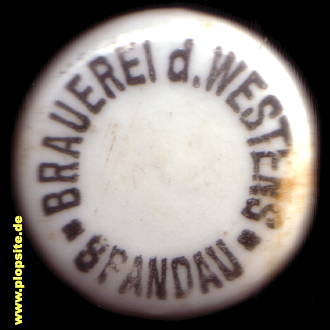 * BRAUEREI d. WESTENS *
SPANDAU
www.plopsite.de